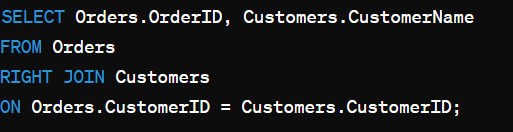 SELECT Orders.OrderID, Customers.CustomerName
FROM Orders
RIGHT JOIN Customers
ON Orders.CustomerID = Customers.CustomerID;